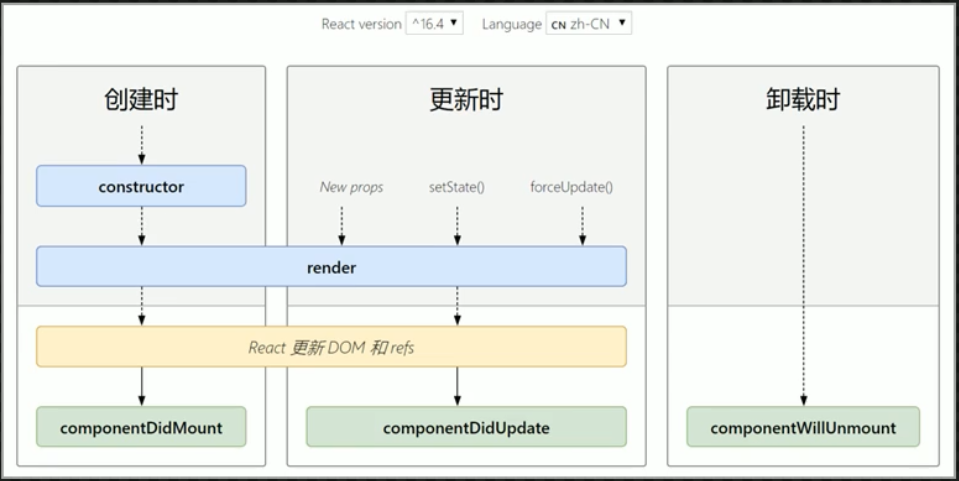 React version ^16.4 ▼ Language CN zh-CN ▼
创建时 更新时 卸载时
constructor New props setState() forceUpdate()
render
React 更新 DOM 和 refs
componentDidMount componentDidUpdate componentWillUnmount